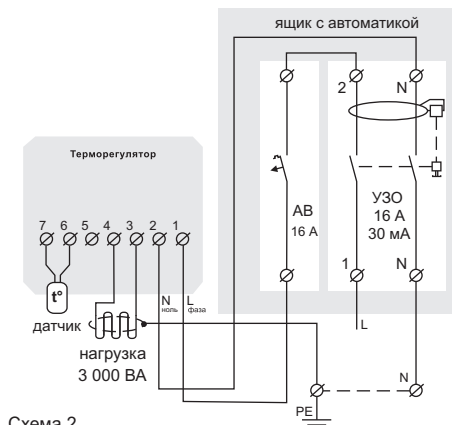 ящик с автоматикой
2 N
Терморегулятор
АВ
16 А
УЗО
16 А
30 мА
7 6 5 4 3 2 1
1 N
t°
датчик
N
ноль
L
фаза
L
нагрузка
3 000 ВА
N
PE
Схема 2